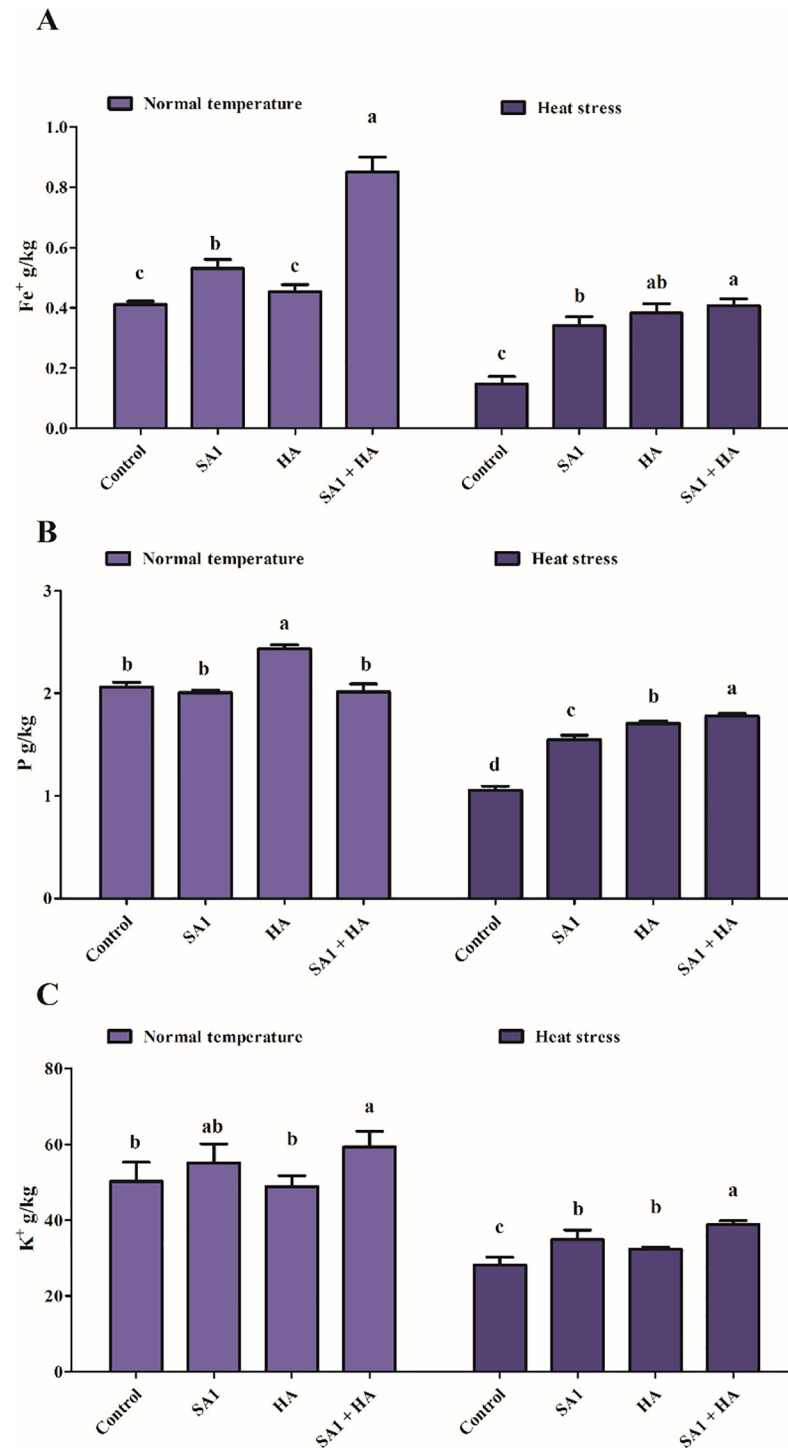 A
Normal temperature Heat stress
1.0
0.8
0.6
0.4
0.2
0.0
Fe⁺ g/kg
c b c a c b ab a
Control SA1 HA SA1 + HA Control SA1 HA SA1 + HA
B
Normal temperature Heat stress
3
2
1
0
P g/kg
b b a b d c b a
Control SA1 HA SA1 + HA Control SA1 HA SA1 + HA
C
Normal temperature Heat stress
80
60
40
20
0
K⁺ g/kg
b ab b a c b b a
Control SA1 HA SA1 + HA Control SA1 HA SA1 + HA